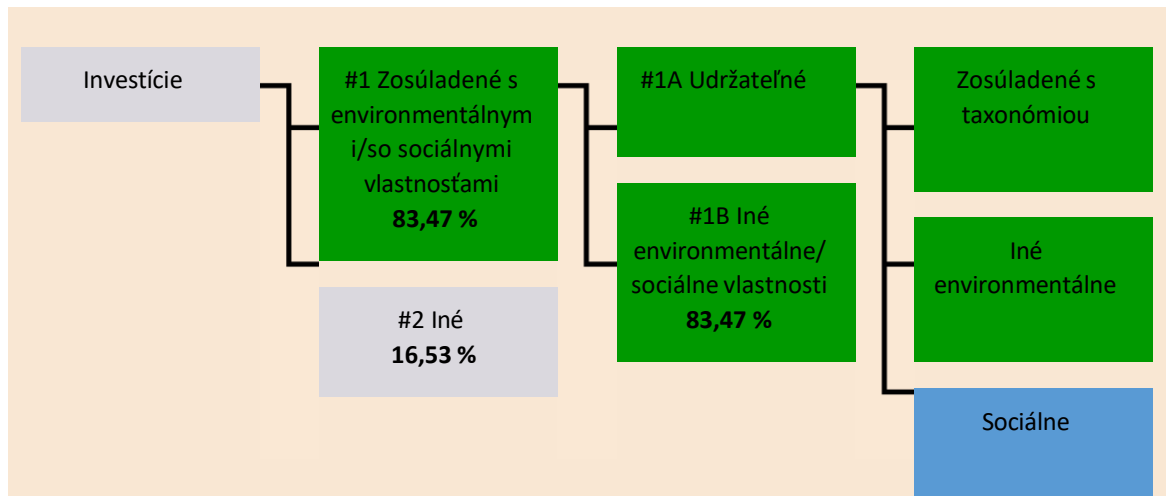 Investície
#1 Zosúladené s
environmentálnym
i/so sociálnymi
vlastnosťami
83,47 %
#2 Iné
16,53 %
#1A Udržateľné
#1B Iné
environmentálne/
sociálne vlastnosti
83,47 %
Zosúladené s
taxonómiou
Iné
environmentálne
Sociálne